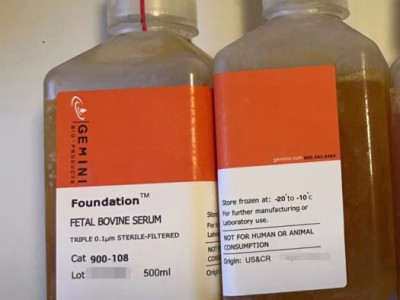 GEMINI
BIO-PRODUCTS
Foundation™
FETAL BOVINE SERUM
TRIPLE 0.1µm STERILE-FILTERED
Cat 900-108
Lot
500ml
Store frozen at: -20° to -10°C
For further manufacturing or
Laboratory use.
NOT FOR HUMAN OR ANIMAL
CONSUMPTION
Origin: US&CR